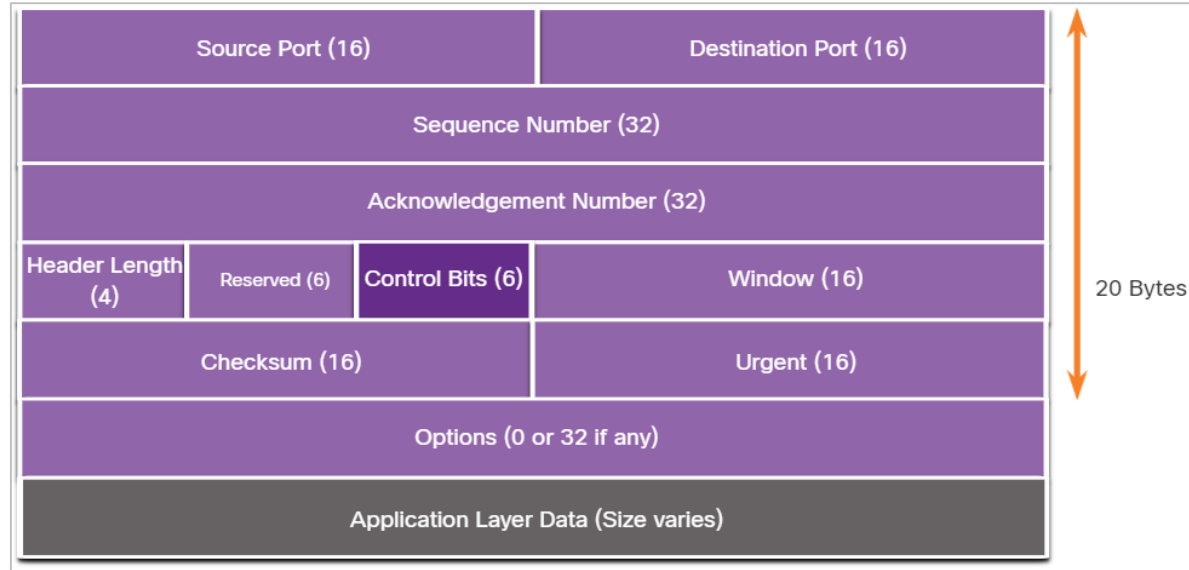 Source Port (16)
Destination Port (16)
Sequence Number (32)
Acknowledgement Number (32)
Header Length
(4)
Reserved (6)
Control Bits (6)
Window (16)
20 Bytes
Checksum (16)
Urgent (16)
Options (0 or 32 if any)
Application Layer Data (Size varies)